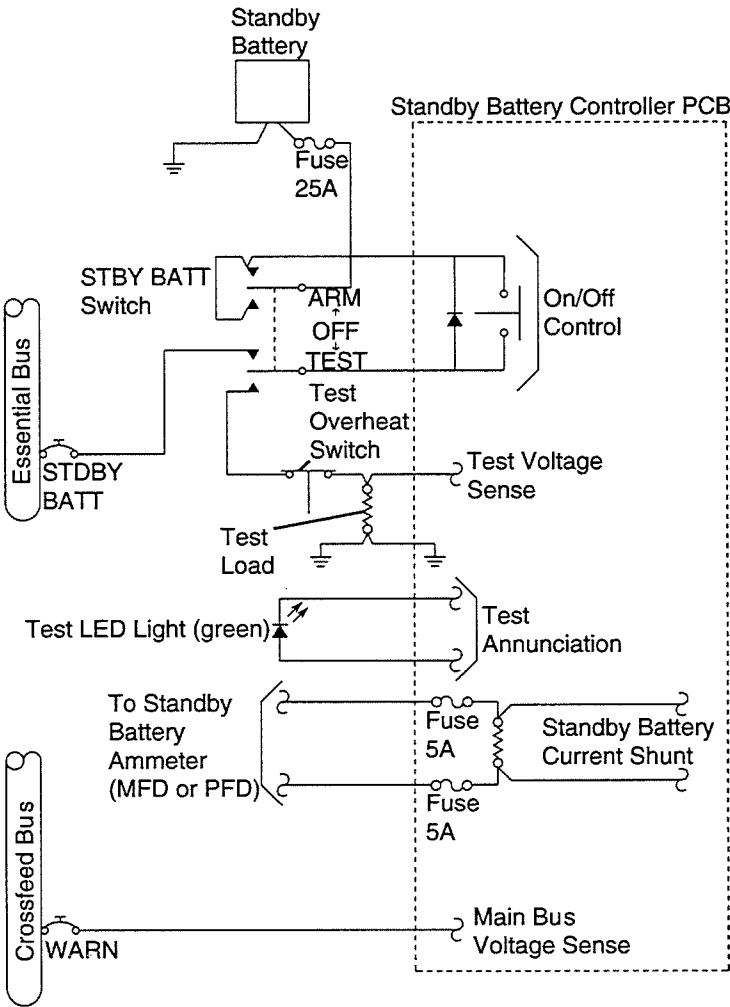 Standby
Battery
Standby Battery Controller PCB
Fuse
25A
STBY BATT
Switch
ARM
OFF
TEST
On/Off
Control
Essential Bus
STDBY
BATT
Test
Overheat
Switch
Test Voltage
Sense
Test
Load
Test LED Light (green)
Test
Annunciation
To Standby
Battery
Ammeter
(MFD or PFD)
Fuse
5A
Standby Battery
Current Shunt
Fuse
5A
Crossfeed Bus
WARN
Main Bus
Voltage Sense